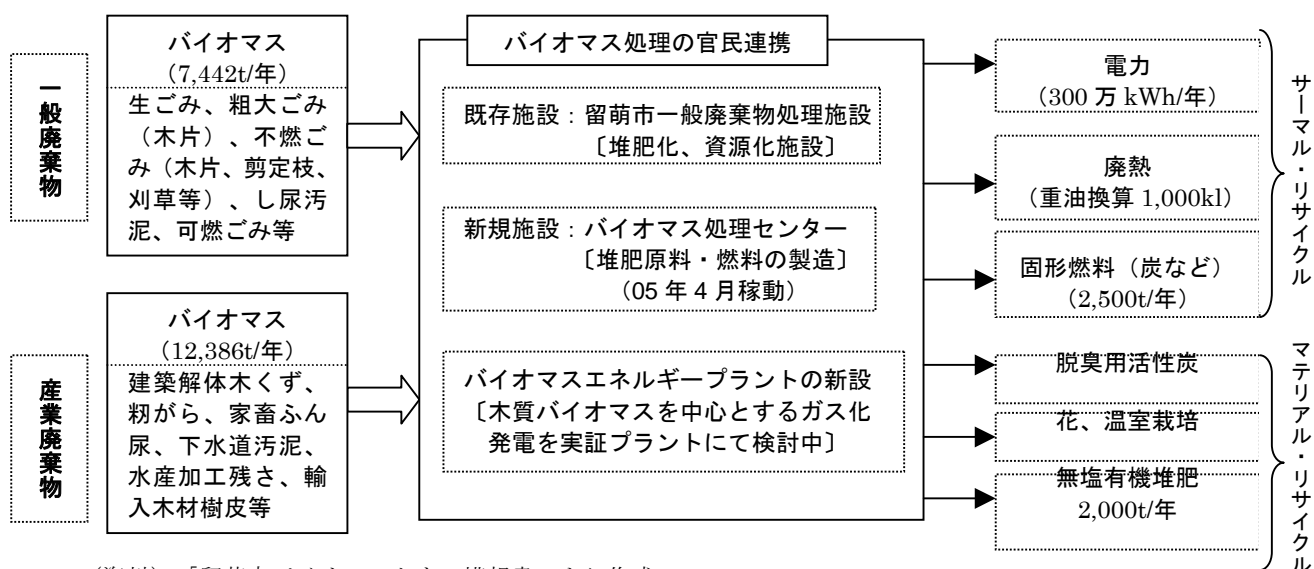 一般廃棄物
バイオマス
（7,442t/年）
生ごみ、粗大ごみ
（木片）、不燃ご
み（木片、剪定枝、
刈草等）、し尿汚
泥、可燃ごみ等
産業廃棄物
バイオマス
（12,386t/年）
建築解体木くず、
籾がら、家畜ふん
尿、下水道汚泥、
水産加工残さ、輸
入木材樹皮等
バイオマス処理の官民連携
既存施設：留萌市一般廃棄物処理施設
〔堆肥化、資源化施設〕
新規施設：バイオマス処理センター
〔堆肥原料・燃料の製造〕
（05 年 4 月稼動）
バイオマスエネルギープラントの新設
〔木質バイオマスを中心とするガス化
発電を実証プラントにて検討中〕
電力
（300 万 kWh/年）
廃熱
（重油換算 1,000kl）
固形燃料（炭など）
（2,500t/年）
サーマル・リサイクル
脱臭用活性炭
花、温室栽培
無塩有機堆肥
2,000t/年
マテリアル・リサイクル